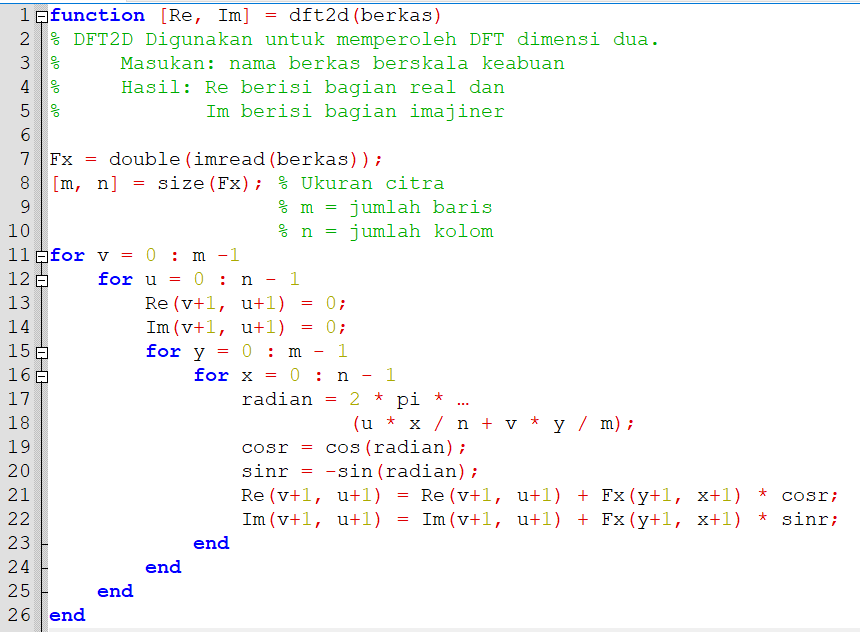 1 function [Re, Im] = dft2d(berkas)
2 % DFT2D Digunakan untuk memperoleh DFT dimensi dua.
3 %     Masukan: nama berkas berskala keabuan
4 %     Hasil: Re berisi bagian real dan
5 %            Im berisi bagian imajiner
6
7 Fx = double(imread(berkas));
8 [m, n] = size(Fx); % Ukuran citra
9                    % m = jumlah baris
10                    % n = jumlah kolom
11 for v = 0 : m -1
12     for u = 0 : n - 1
13         Re(v+1, u+1) = 0;
14         Im(v+1, u+1) = 0;
15         for y = 0 : m - 1
16             for x = 0 : n - 1
17                 radian = 2 * pi * …
18                          (u * x / n + v * y / m);
19                 cosr = cos(radian);
20                 sinr = -sin(radian);
21                 Re(v+1, u+1) = Re(v+1, u+1) + Fx(y+1, x+1) * cosr;
22                 Im(v+1, u+1) = Im(v+1, u+1) + Fx(y+1, x+1) * sinr;
23             end
24         end
25     end
26 end